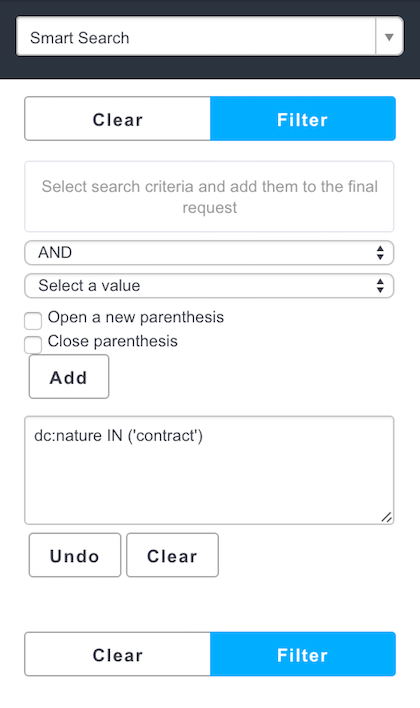 Smart Search
Clear
Filter
Select search criteria and add them to the final
request
AND
Select a value
Open a new parenthesis
Close parenthesis
Add
dc:nature IN ('contract')
Undo
Clear
Clear
Filter